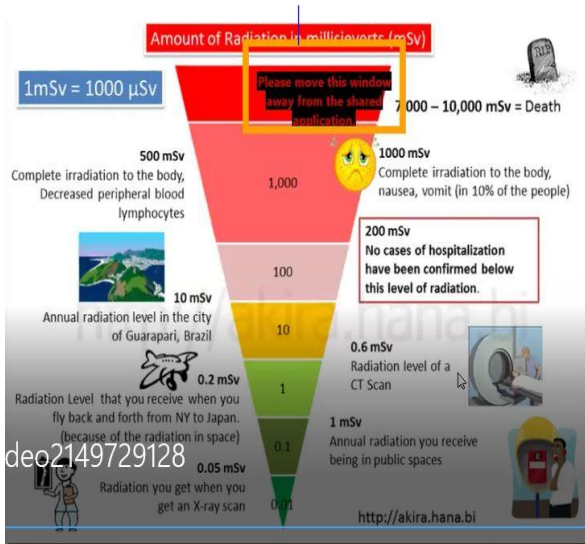 Amount of Radiation in millisieverts (mSv)
1mSv = 1000 µSv
Please move this window
away from the shared
application.
RIP
000 – 10,000 mSv = Death
500 mSv
Complete irradiation to the body,
Decreased peripheral blood
lymphocytes
1,000
1000 mSv
Complete irradiation to the body,
nausea, vomit (in 10% of the people)
200 mSv
No cases of hospitalization
have been confirmed below
this level of radiation.
100
10 mSv
Annual radiation level in the city
of Guarapari, Brazil
10
http://akira.hana.bi
0.6 mSv
Radiation level of a
CT Scan
0.2 mSv
Radiation Level that you receive when you
fly back and forth from NY to Japan.
(because of the radiation in space)
1
1 mSv
Annual radiation you receive
being in public spaces
0.1
deo2149729128
0.05 mSv
Radiation you get when you
get an X-ray scan
0.01
http://akira.hana.bi